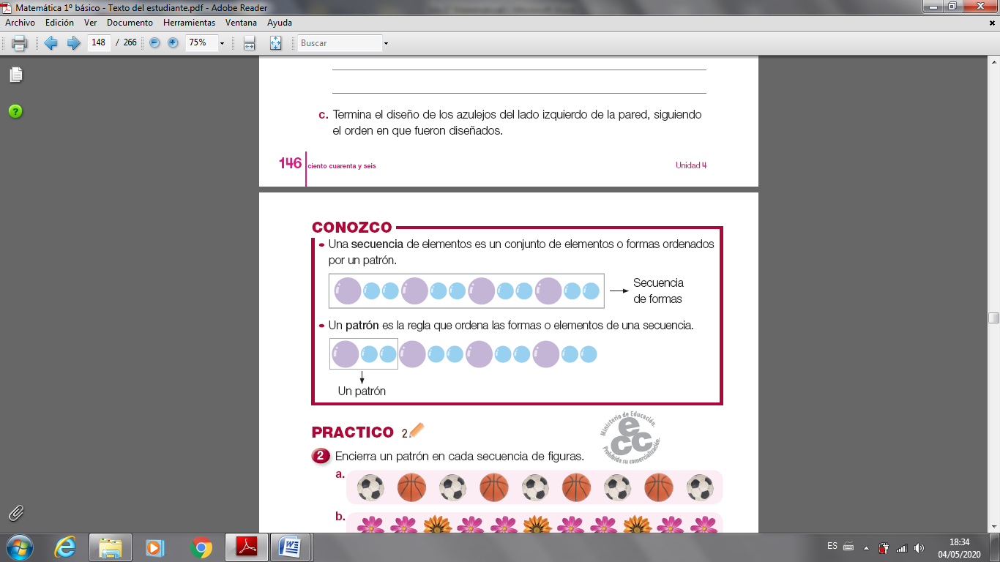 Matemática 1º básico - Texto del estudiante.pdf - Adobe Reader
Archivo Edición Ver Documento Herramientas Ventana Ayuda
148 / 266 75% Buscar
c. Termina el diseño de los azulejos del lado izquierdo de la pared, siguiendo
el orden en que fueron diseñados.
146 ciento cuarenta y seis Unidad 4
CONOZCO
• Una secuencia de elementos es un conjunto de elementos o formas ordenados
por un patrón.
Secuencia
de formas
• Un patrón es la regla que ordena las formas o elementos de una secuencia.
Un patrón
Ministerio de Educación.
ecc
Prohibida su comercialización.
PRACTICO 2.
2 Encierra un patrón en cada secuencia de figuras.
a.
b.
ES 18:34
04/05/2020